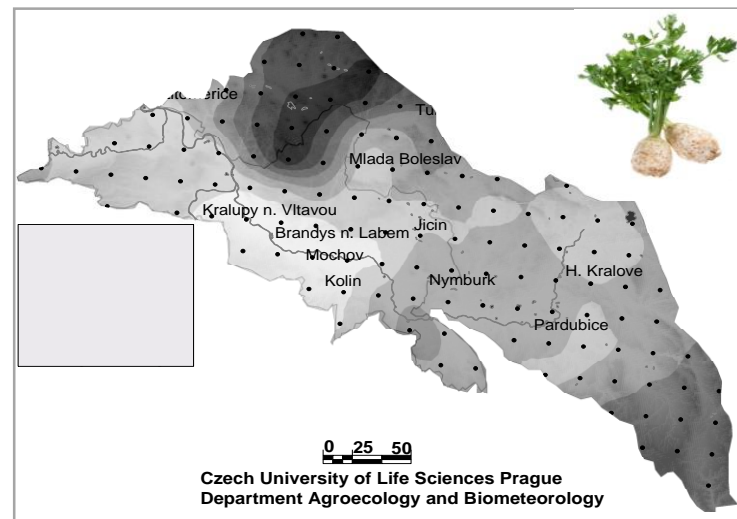 Mlada Boleslav
Kralupy n. Vltavou
Jicin
Brandys n. Labem
Mochov
H. Kralove
Kolin
Nymburk
Pardubice
0 25 50
Czech University of Life Sciences Prague
Department Agroecology and Biometeorology